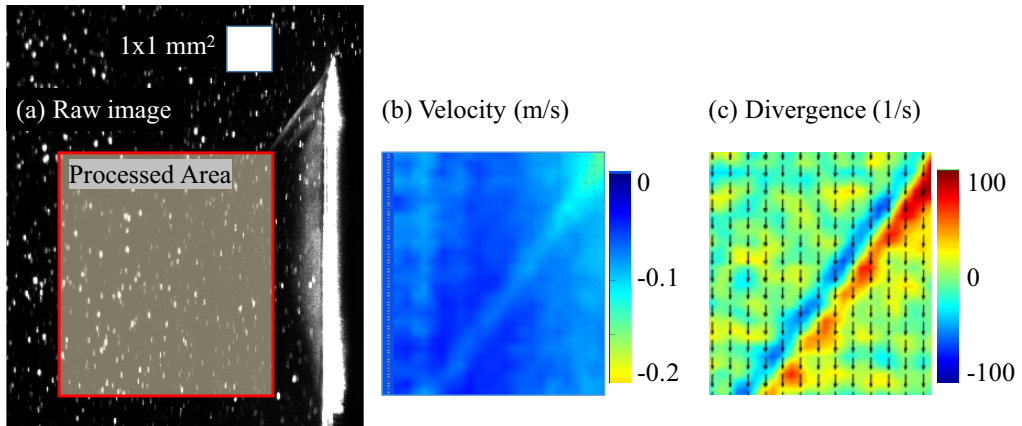 1x1 mm²
(a) Raw image
Processed Area
(b) Velocity (m/s)
0
-0.1
-0.2
(c) Divergence (1/s)
100
0
-100